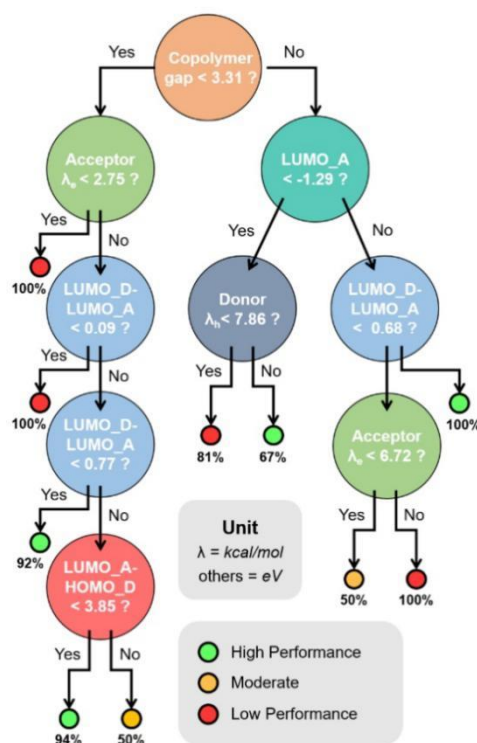 Yes
Copolymer
gap < 3.31 ?
No
Acceptor
λₑ < 2.75 ?
LUMO_A
< -1.29 ?
Yes
No
100%
Yes
No
LUMO_D-
LUMO_A
< 0.09 ?
Donor
λₕ < 7.86 ?
LUMO_D-
LUMO_A
< 0.68 ?
Yes
No
100%
Yes
No
81%
67%
100%
LUMO_D-
LUMO_A
< 0.77 ?
Acceptor
λₑ < 6.72 ?
Yes
No
92%
Unit
λ = kcal/mol
others = eV
Yes
No
50%
100%
LUMO_A-
HOMO_D
< 3.85 ?
Yes
No
94%
50%
High Performance
Moderate
Low Performance